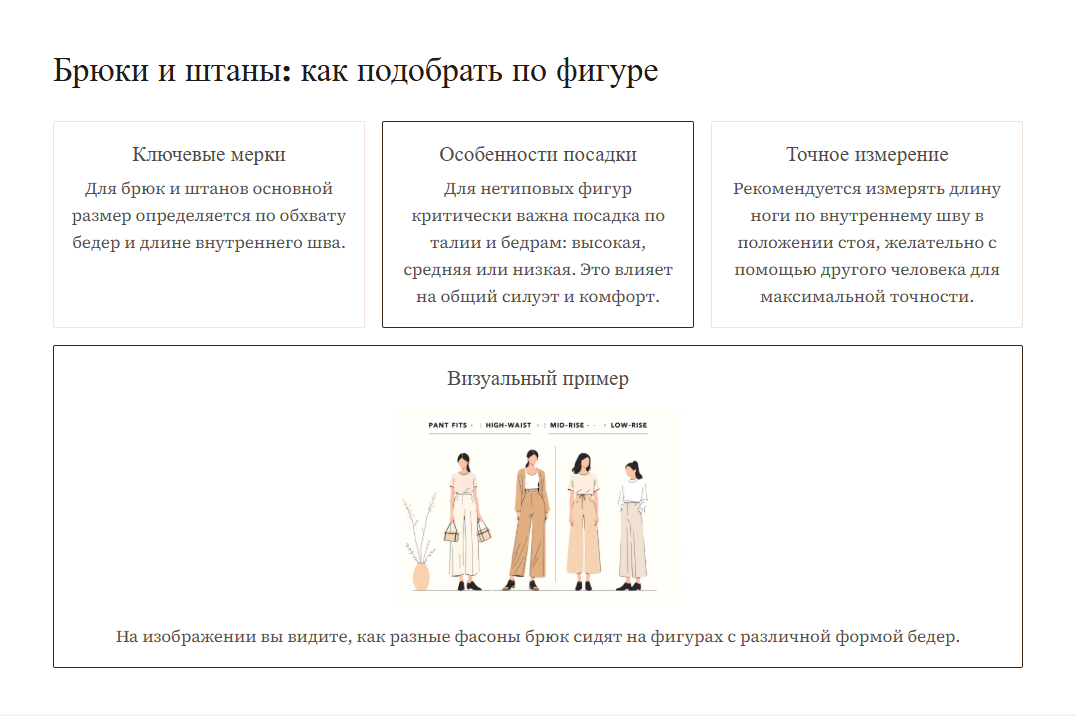 Брюки и штаны: как подобрать по фигуре
Ключевые мерки
Для брюк и штанов основной
размер определяется по обхвату
бедер и длине внутреннего шва.
Особенности посадки
Для нетиповых фигур
критически важна посадка по
талии и бедрам: высокая,
средняя или низкая. Это влияет
на общий силуэт и комфорт.
Точное измерение
Рекомендуется измерять длину
ноги по внутреннему шву в
положении стоя, желательно с
помощью другого человека для
максимальной точности.
Визуальный пример
PANT FITS - | HIGH-WAIST - | MID-RISE - - - LOW-RISE
На изображении вы видите, как разные фасоны брюк сидят на фигурах с различной формой бедер.